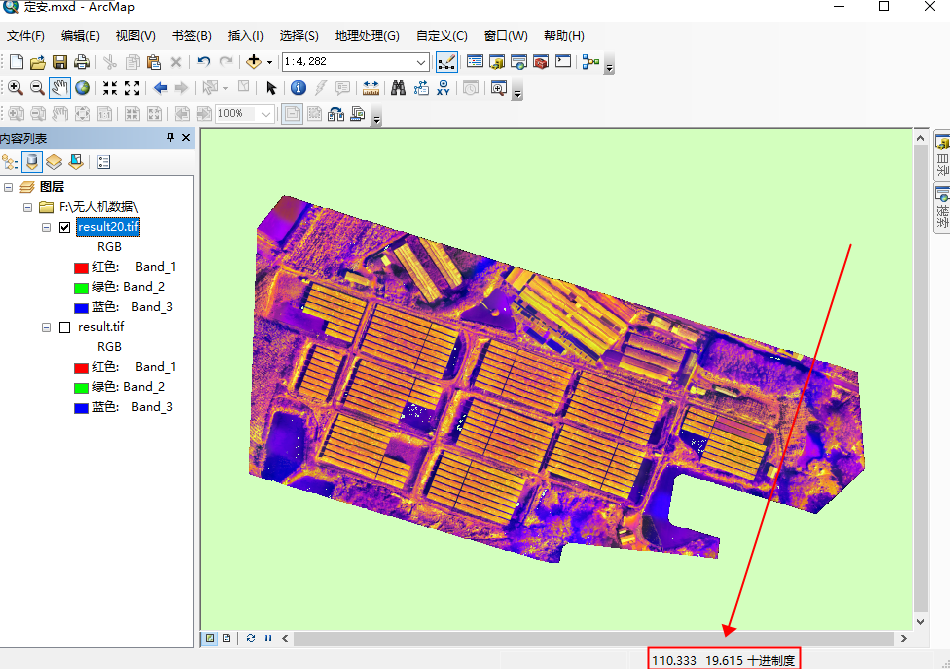 定安.mxd - ArcMap
文件(F) 编辑(E) 视图(V) 书签(B) 插入(I) 选择(S) 地理处理(G) 自定义(C) 窗口(W) 帮助(H)
1:4,282
XY
100%
内容列表
图层
F:\无人机数据\
result20.tif
RGB
红色: Band_1
绿色: Band_2
蓝色: Band_3
result.tif
RGB
红色: Band_1
绿色: Band_2
蓝色: Band_3
目录
搜索
110.333 19.615 十进制度